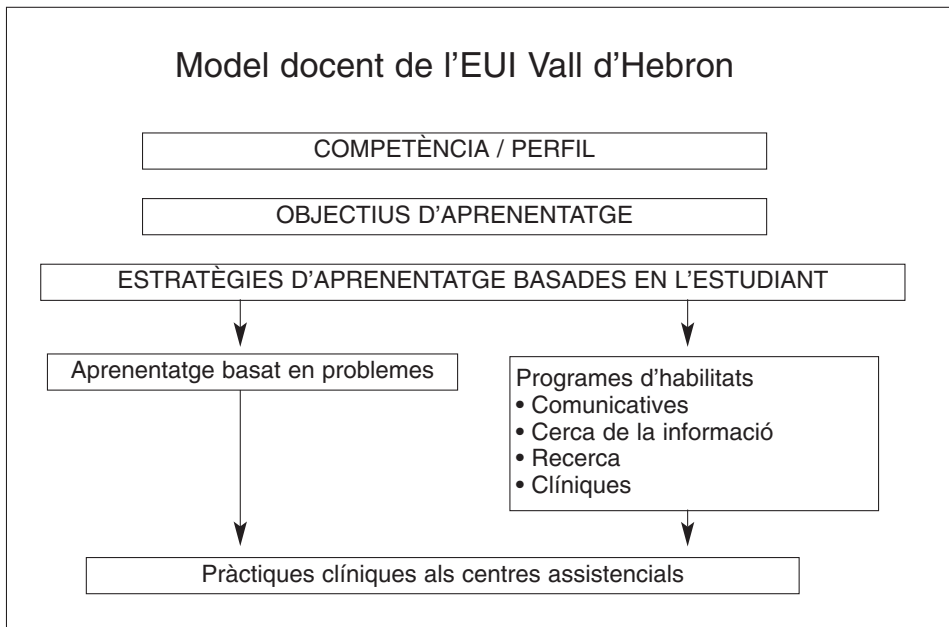 Model docent de l'EUI Vall d'Hebron
COMPETÈNCIA / PERFIL
OBJECTIUS D'APRENENTATGE
ESTRATÈGIES D'APRENENTATGE BASADES EN L'ESTUDIANT
Aprenentatge basat en problemes
Programes d'habilitats
• Comunicatives
• Cerca de la informació
• Recerca
• Clíniques
Pràctiques clíniques als centres assistencials